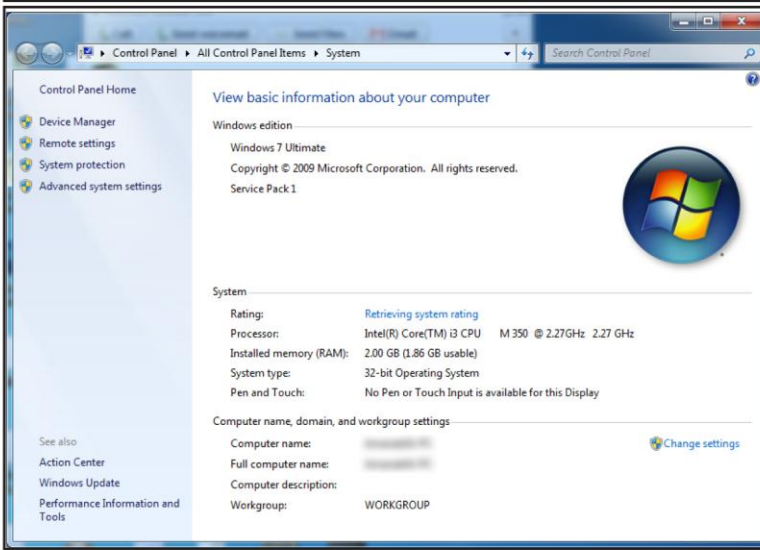 Control Panel ▸ All Control Panel Items ▸ System
Search Control Panel
Control Panel Home
Device Manager
Remote settings
System protection
Advanced system settings
View basic information about your computer
Windows edition
Windows 7 Ultimate
Copyright © 2009 Microsoft Corporation. All rights reserved.
Service Pack 1
System
Rating: Retrieving system rating
Processor: Intel(R) Core(TM) i3 CPU M 350 @ 2.27GHz 2.27 GHz
Installed memory (RAM): 2.00 GB (1.86 GB usable)
System type: 32-bit Operating System
Pen and Touch: No Pen or Touch Input is available for this Display
Computer name, domain, and workgroup settings
Computer name:
Change settings
Full computer name:
Computer description:
Workgroup: WORKGROUP
See also
Action Center
Windows Update
Performance Information and
Tools